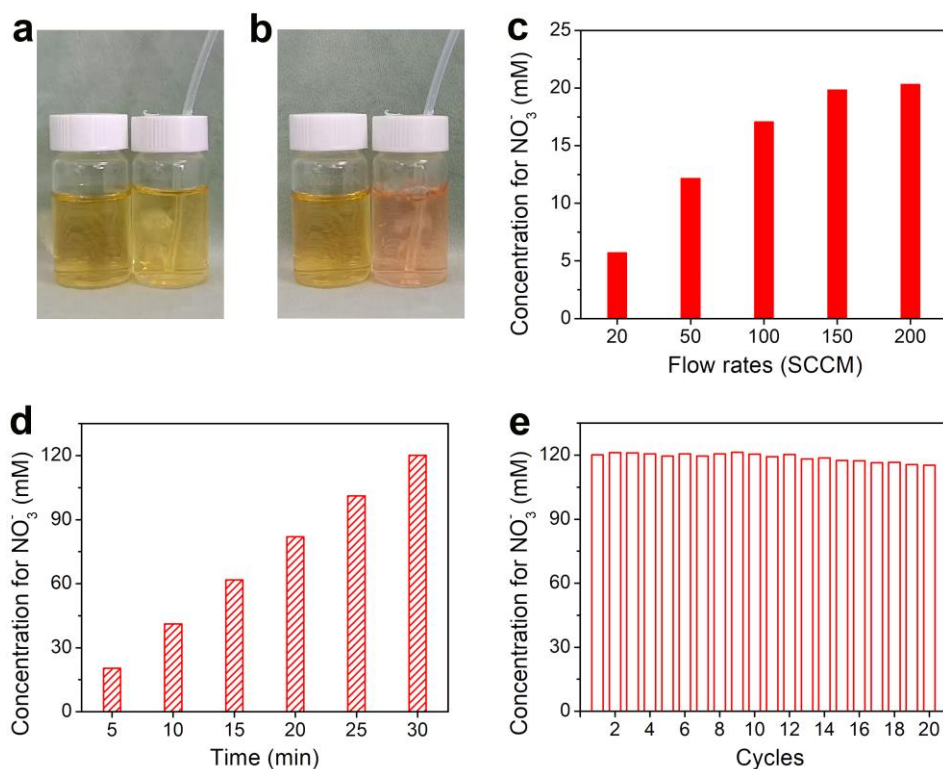 a
b
c
Concentration for NO₃⁻ (mM)
25
20
15
10
5
0
20 50 100 150 200
Flow rates (SCCM)
d
Concentration for NO₃⁻ (mM)
120
90
60
30
0
5 10 15 20 25 30
Time (min)
e
Concentration for NO₃⁻ (mM)
120
90
60
30
0
2 4 6 8 10 12 14 16 18 20
Cycles